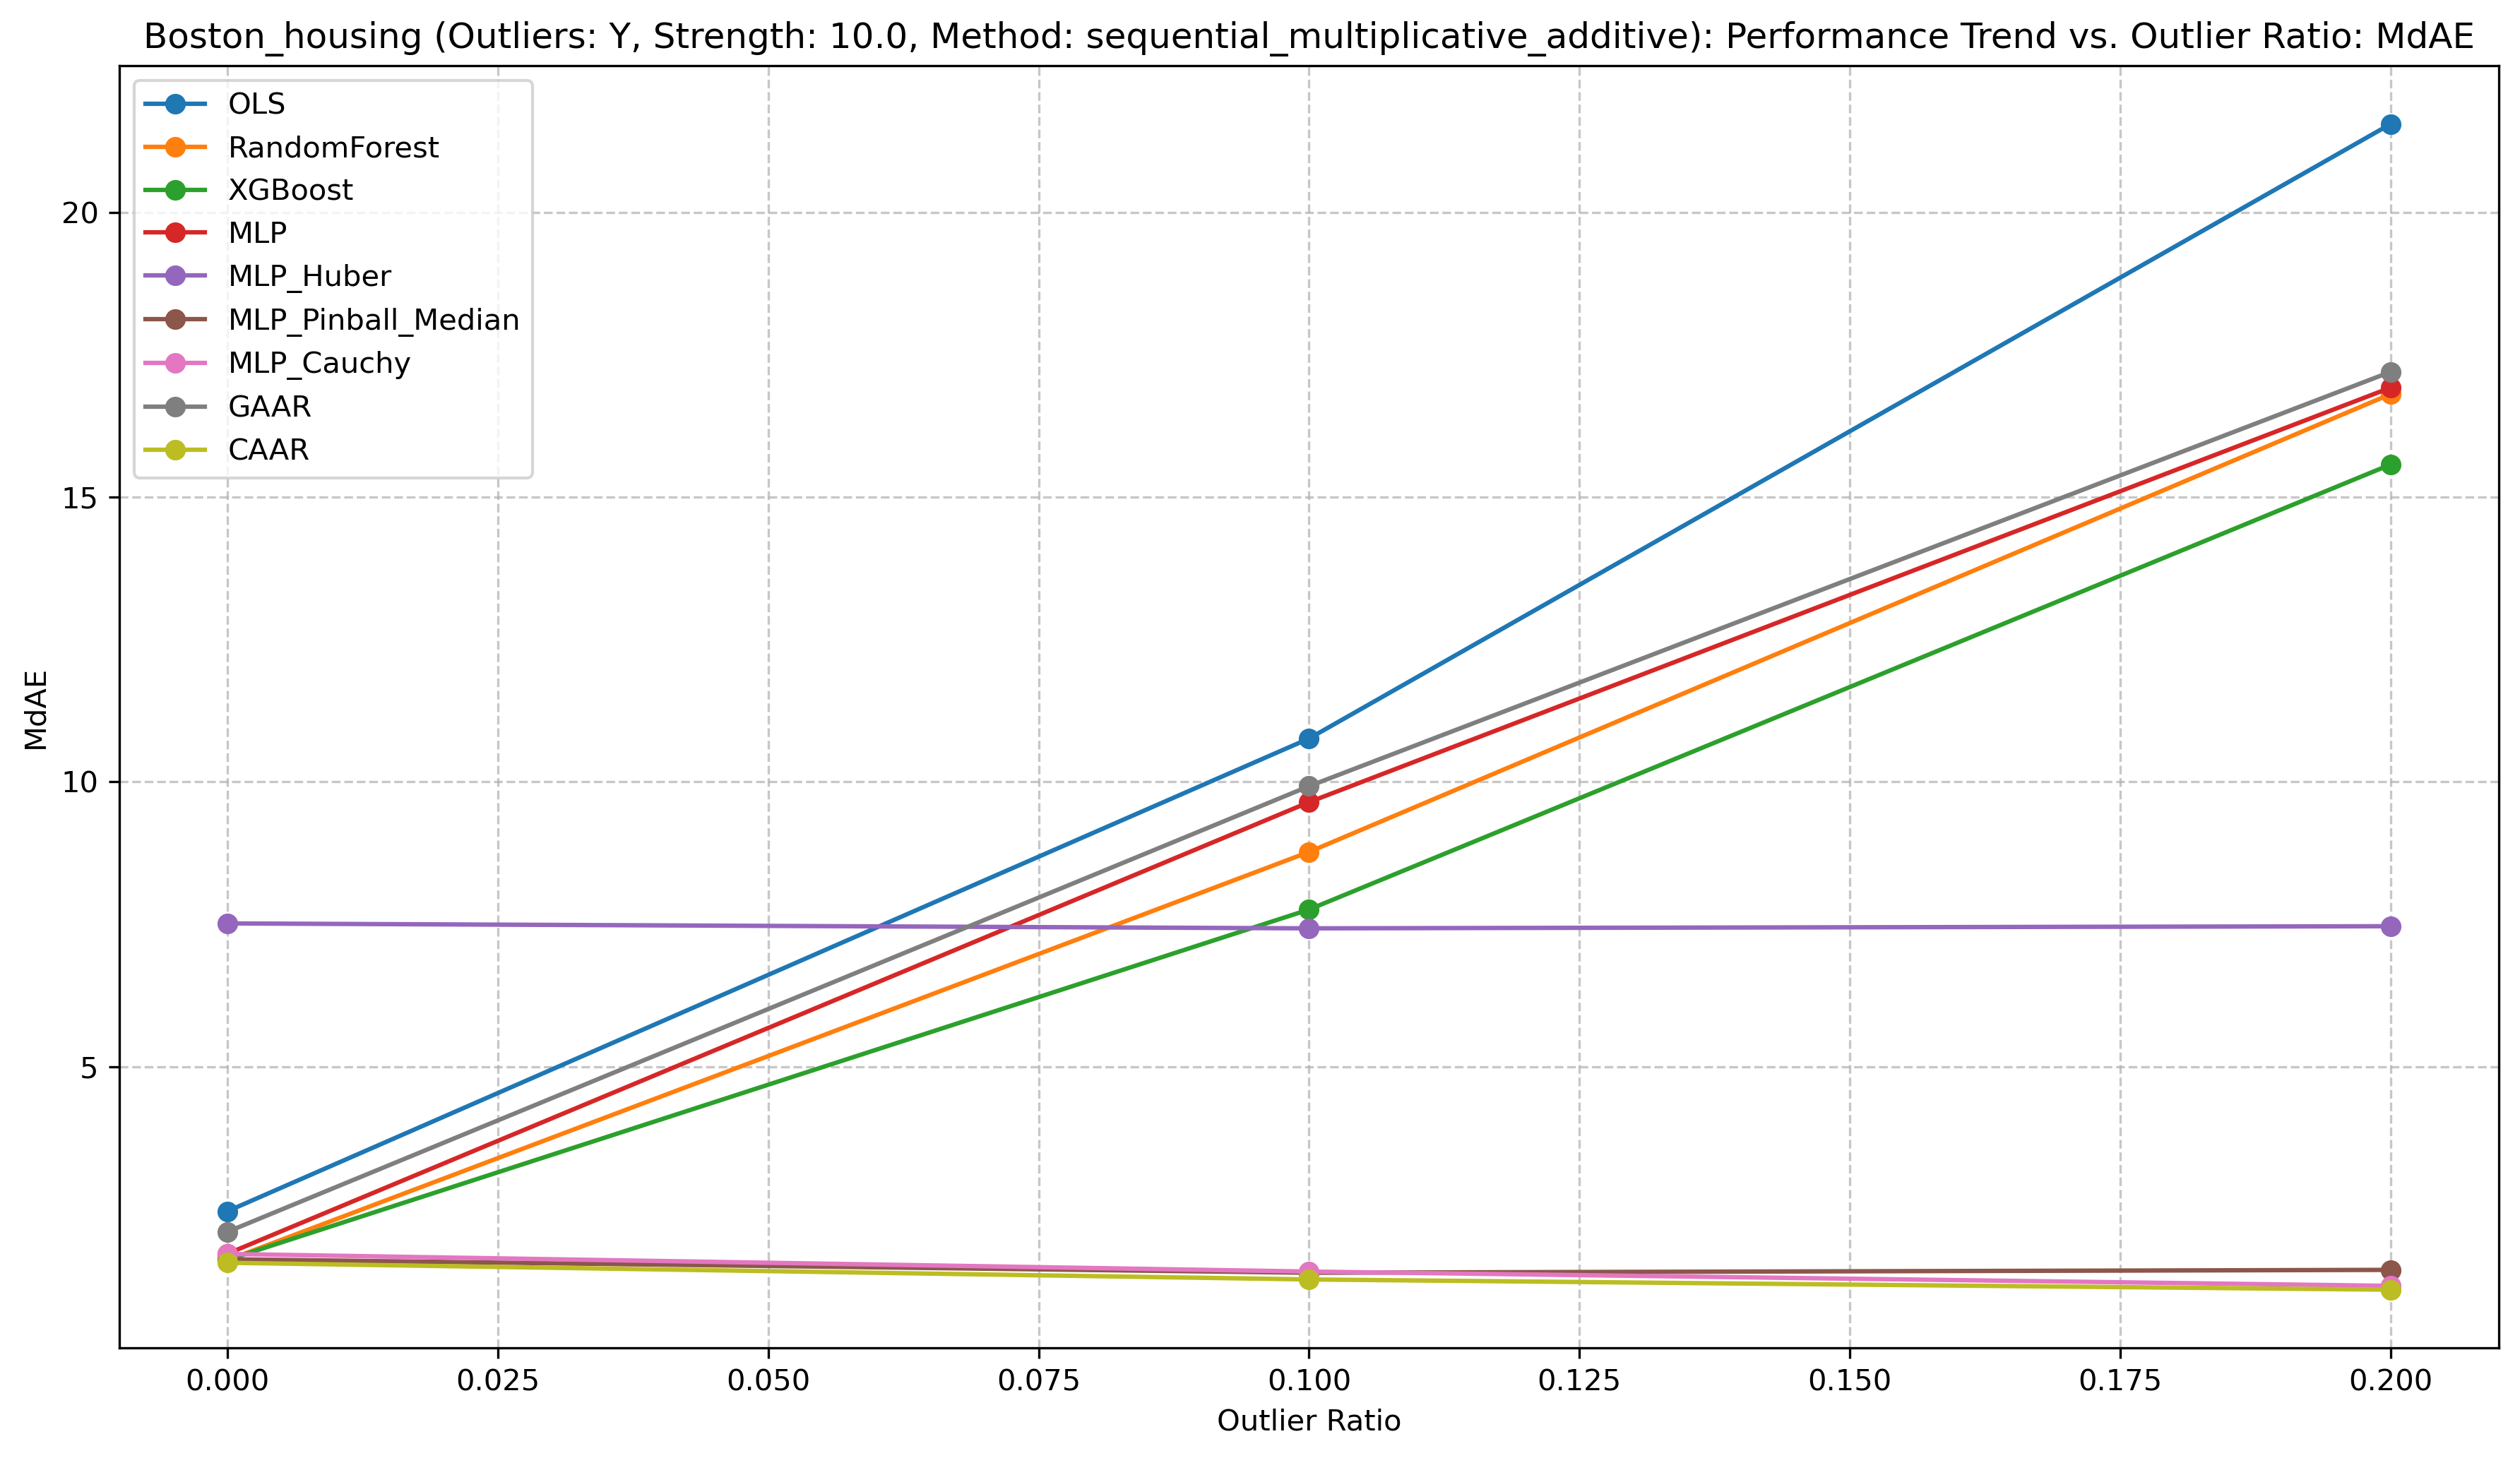 Boston_housing (Outliers: Y, Strength: 10.0, Method: sequential_multiplicative_additive): Performance Trend vs. Outlier Ratio: MdAE
OLS
RandomForest
XGBoost
MLP
MLP_Huber
MLP_Pinball_Median
MLP_Cauchy
GAAR
CAAR
MdAE
20
15
10
5
0.000 0.025 0.050 0.075 0.100 0.125 0.150 0.175 0.200
Outlier Ratio